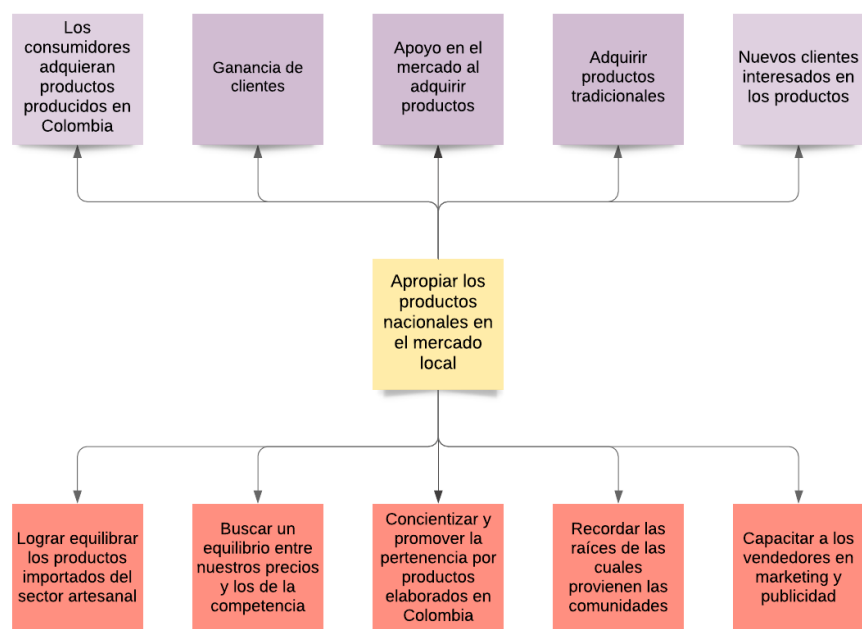 Los
consumidores
adquieran
productos
producidos en
Colombia
Ganancia de
clientes
Apoyo en el
mercado al
adquirir
productos
Adquirir
productos
tradicionales
Nuevos clientes
interesados en
los productos
Apropiar los
productos
nacionales en
el mercado
local
Lograr equilibrar
los productos
importados del
sector artesanal
Buscar un
equilibrio entre
nuestros precios
y los de la
competencia
Concientizar y
promover la
pertenencia por
productos
elaborados en
Colombia
Recordar las
raíces de las
cuales
provienen las
comunidades
Capacitar a los
vendedores en
marketing y
publicidad